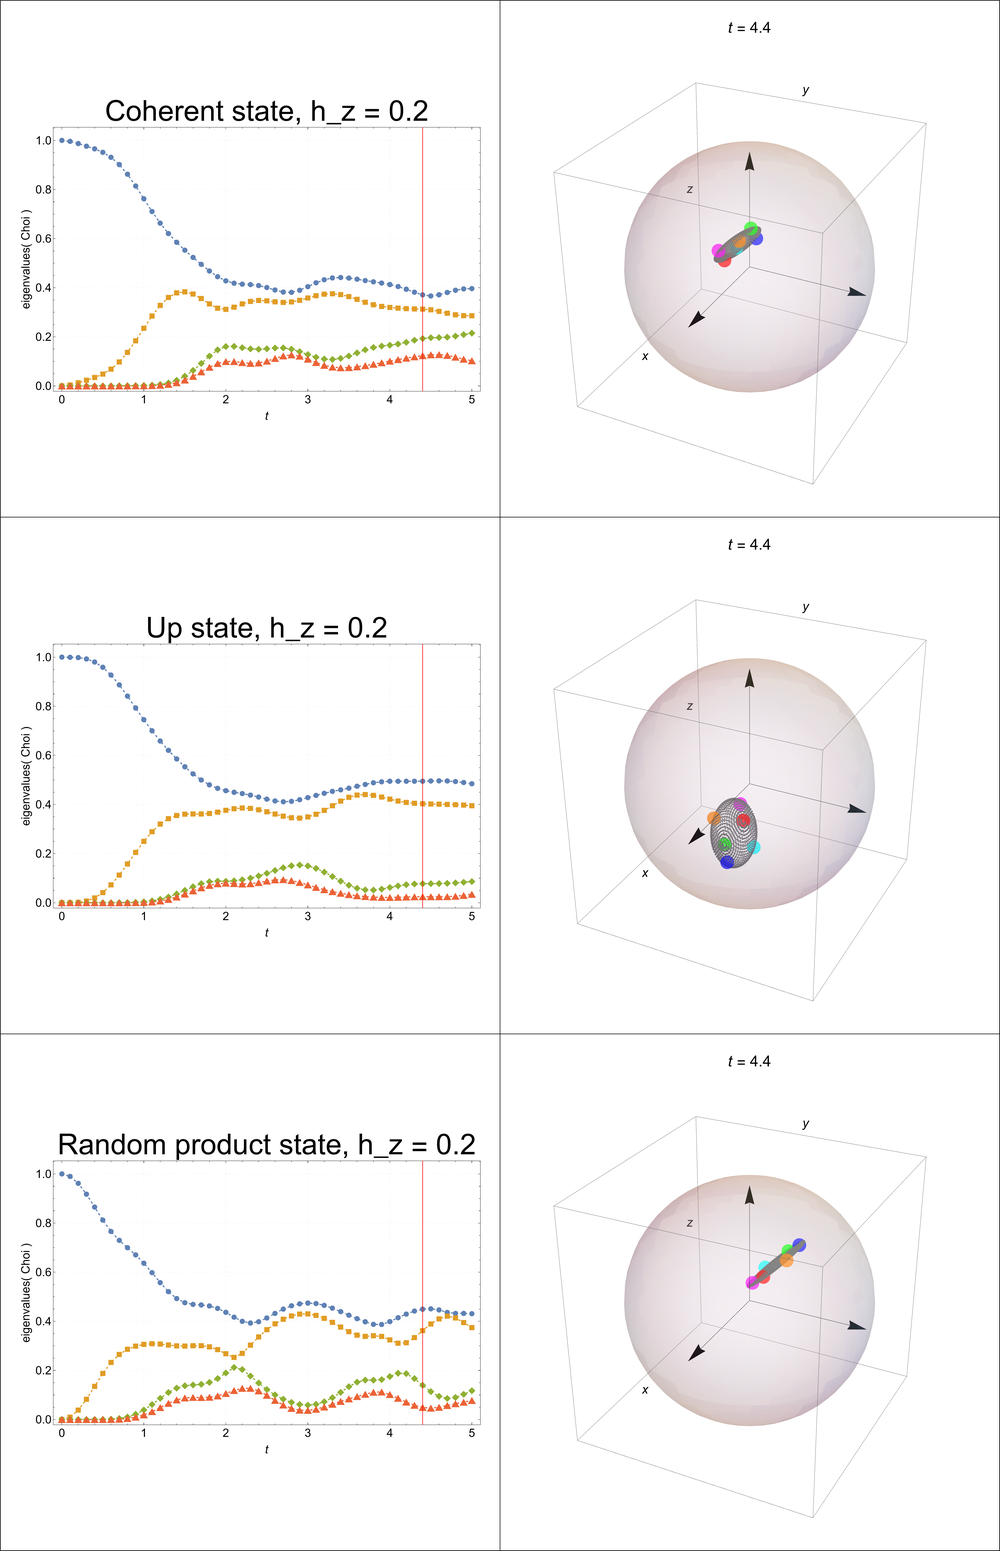 t = 4.4
Coherent state, h_z = 0.2
eigenvalues( Choi )
1.0
0.8
0.6
0.4
0.2
0.0
0 1 2 3 4 5
t
y
z
x
t = 4.4
Up state, h_z = 0.2
eigenvalues( Choi )
1.0
0.8
0.6
0.4
0.2
0.0
0 1 2 3 4 5
t
y
z
x
t = 4.4
Random product state, h_z = 0.2
eigenvalues( Choi )
1.0
0.8
0.6
0.4
0.2
0.0
0 1 2 3 4 5
t
y
z
x